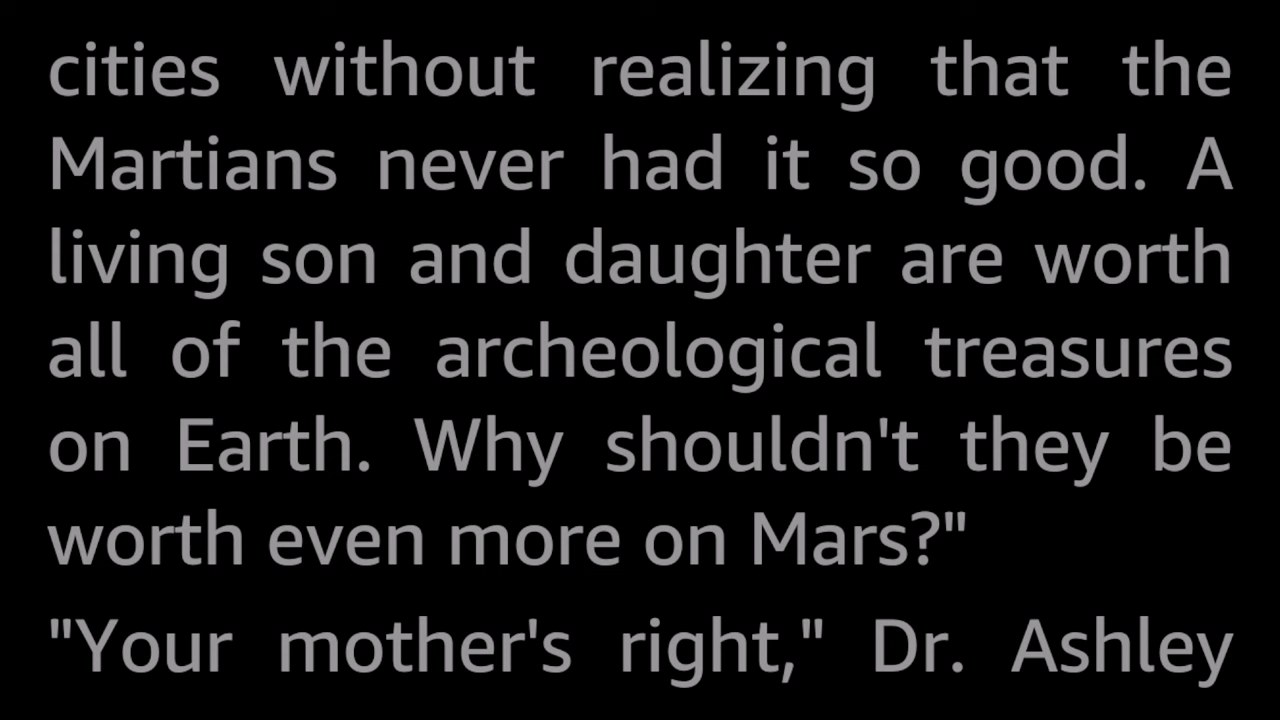 cities without realizing that the
Martians never had it so good. A
living son and daughter are worth
all of the archeological treasures
on Earth. Why shouldn't they be
worth even more on Mars?"
"Your mother's right," Dr. Ashley